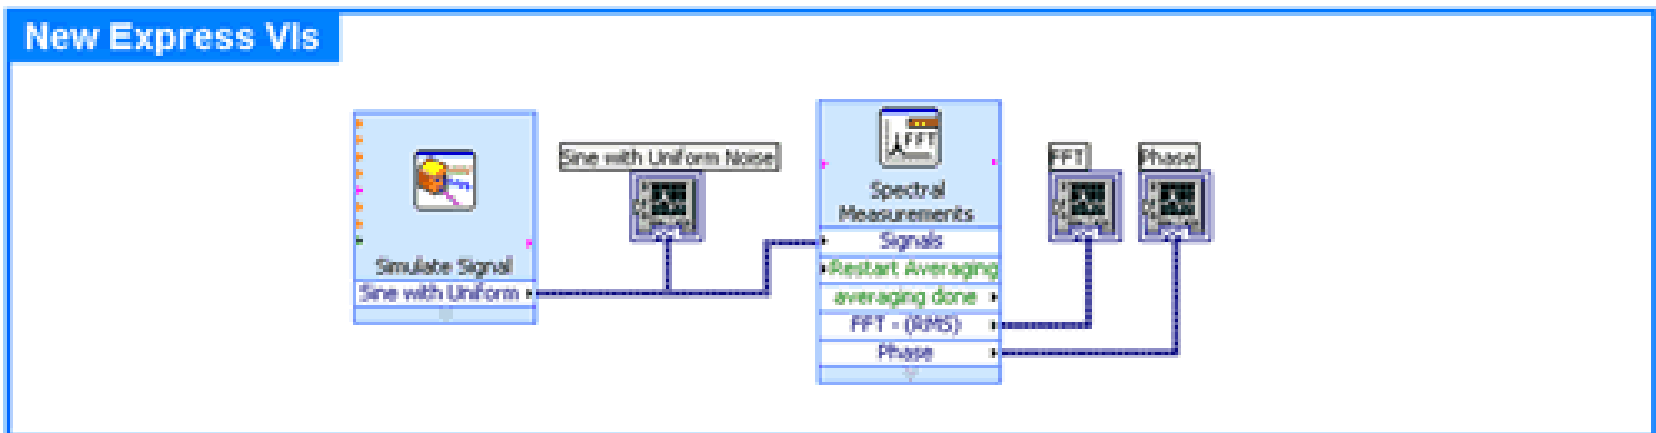 New Express VIs
Simulate Signal
Sine with Uniform
Sine with Uniform Noise
FFT
Spectral
Measurements
Signals
Restart Averaging
averaging done
FFT - (RMS)
Phase
FFT
Phase